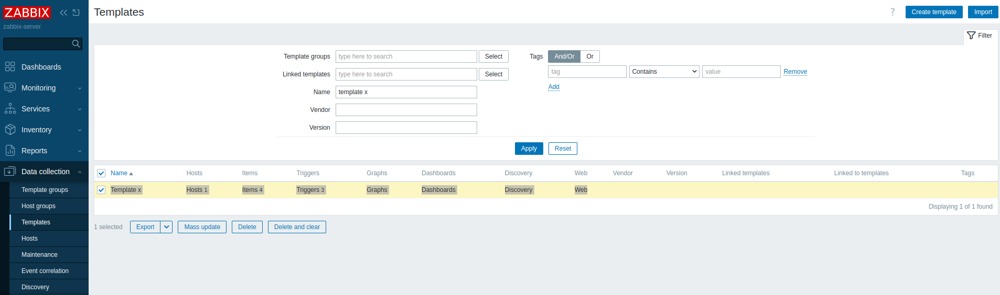 ZABBIX
zabbix-server
Dashboards
Monitoring
Services
Inventory
Reports
Data collection
Template groups
Host groups
Templates
Hosts
Maintenance
Event correlation
Discovery
Templates
? Create template Import
Filter
Template groups type here to search Select
Linked templates type here to search Select
Name template x
Vendor
Version
Tags And/Or Or
tag Contains value Remove
Add
Apply Reset
Name Hosts Items Triggers Graphs Dashboards Discovery Web Vendor Version Linked templates Linked to templates Tags
Template x Hosts 1 Items 4 Triggers 3 Graphs Dashboards Discovery Web
Displaying 1 of 1 found
1 selected Export Mass update Delete Delete and clear